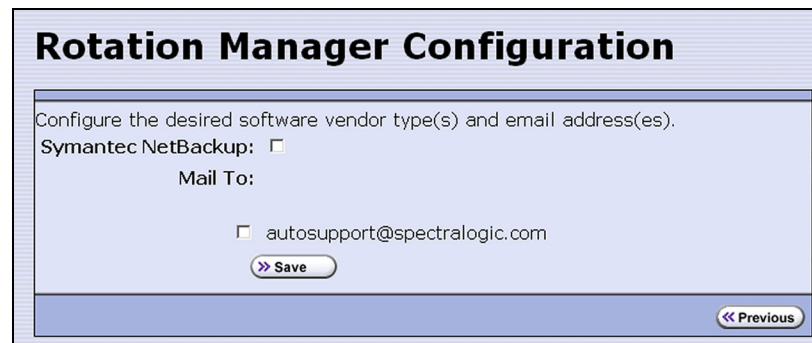 Rotation Manager Configuration
Configure the desired software vendor type(s) and email address(es).
Symantec NetBackup:
Mail To:
autosupport@spectralogic.com
Save
Previous